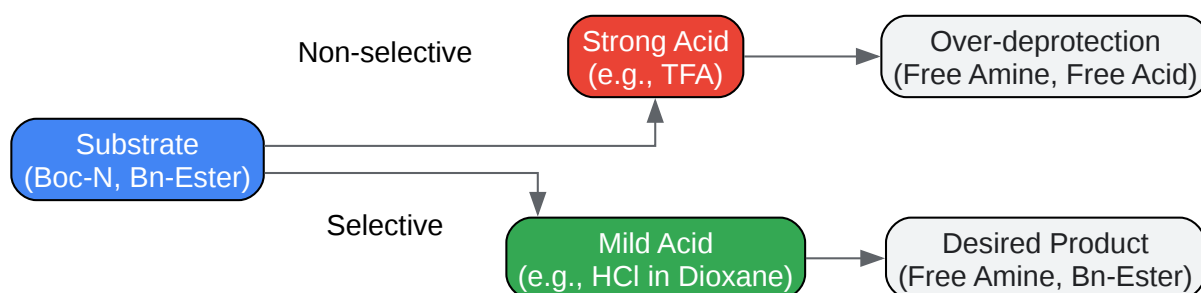 Non-selective
Strong Acid
(e.g., TFA)
Over-deprotection
(Free Amine, Free Acid)
Substrate
(Boc-N, Bn-Ester)
Selective
Mild Acid
(e.g., HCl in Dioxane)
Desired Product
(Free Amine, Bn-Ester)